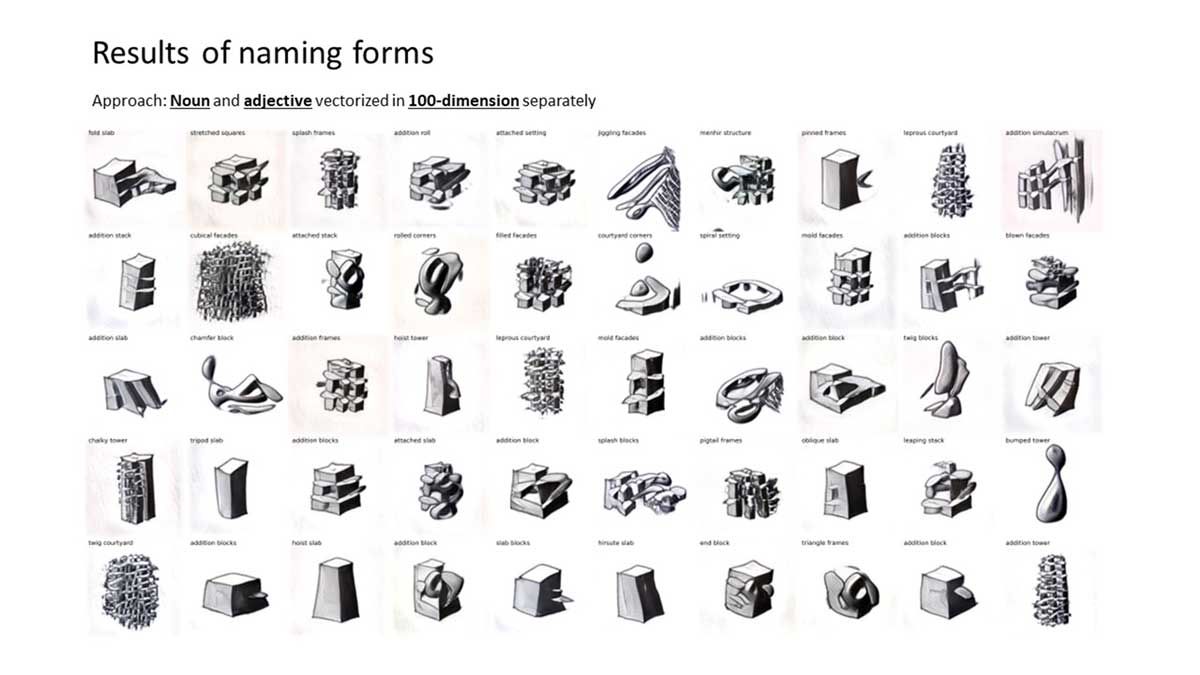 Results of naming forms
Approach: Noun and adjective vectorized in 100-dimension separately
fold slab stretched squares splash frames addition roll attached setting jiggling facades menhir structure pinned frames leprous courtyard addition simulacrum
addition stack cubical facades attached stack rolled corners filled facades courtyard corners spiral setting mold facades addition blocks blown facades
addition slab chamfer block addition frames hoist tower leprous courtyard mold facades addition blocks addition block twig blocks addition tower
chalky tower tripod slab addition blocks attached slab addition block splash blocks pigtail frames oblique slab leaping stack bumped tower
twig courtyard addition blocks hoist slab addition block slab blocks hirsute slab end block triangle frames addition block addition tower